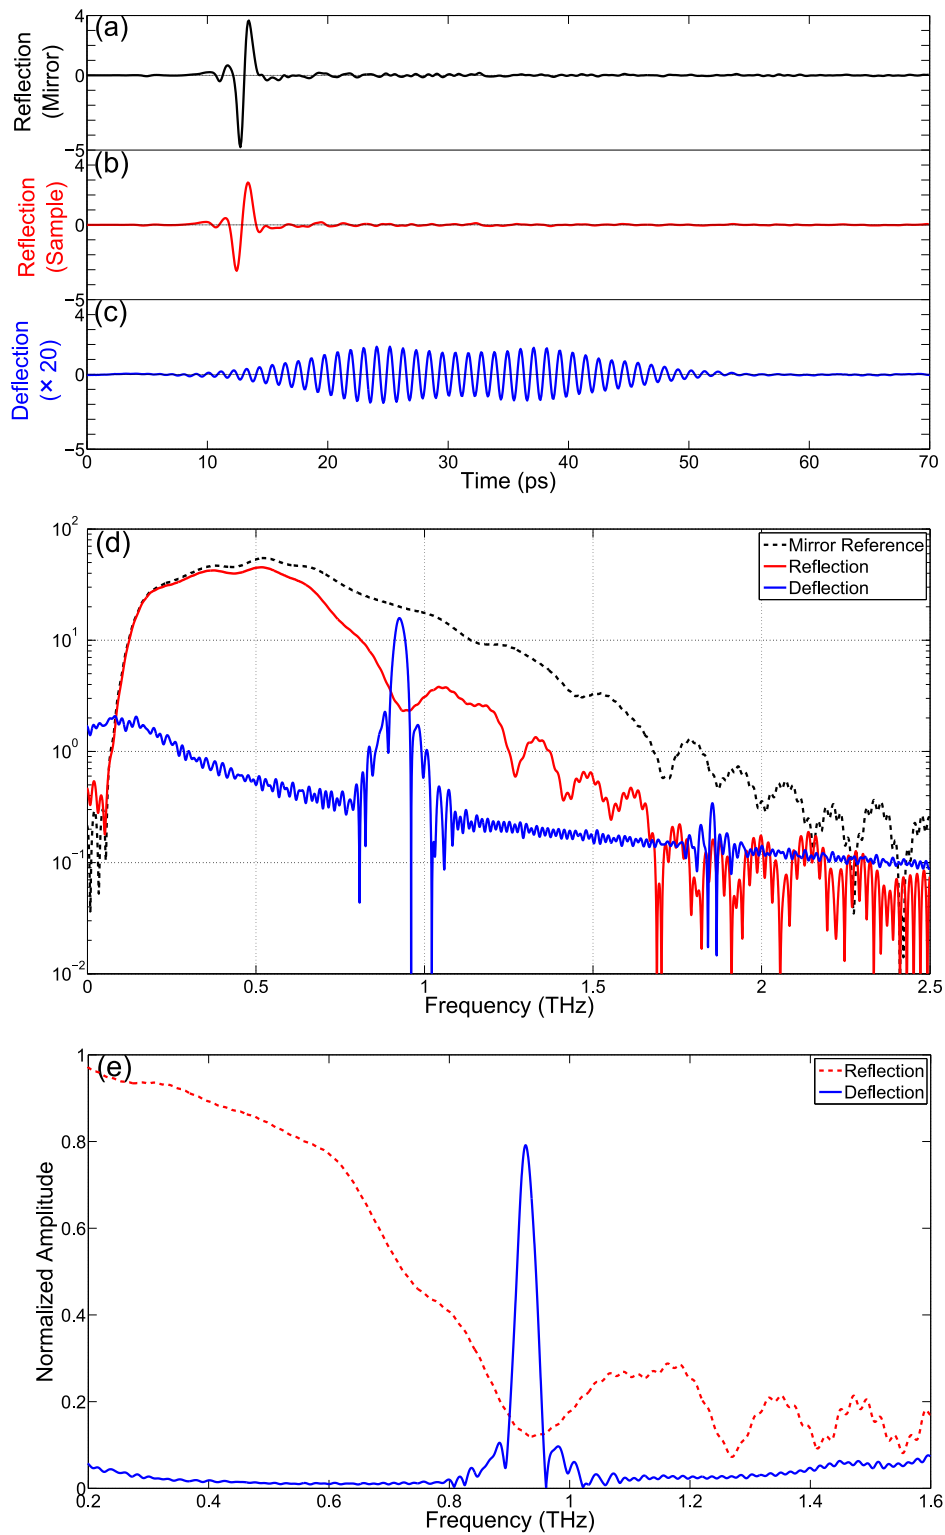 (a)
Reflection
(Mirror)
4
0
−5
(b)
Reflection
(Sample)
4
0
−5
(c)
Deflection
(× 20)
4
0
−5
0 10 20 30 40 50 60 70
Time (ps)
(d)
Mirror Reference
Reflection
Deflection
10^2
10^1
10^0
10^−1
10^−2
0 0.5 1 1.5 2 2.5
Frequency (THz)
(e)
Reflection
Deflection
Normalized Amplitude
1
0.8
0.6
0.4
0.2
0
0.2 0.4 0.6 0.8 1 1.2 1.4 1.6
Frequency (THz)